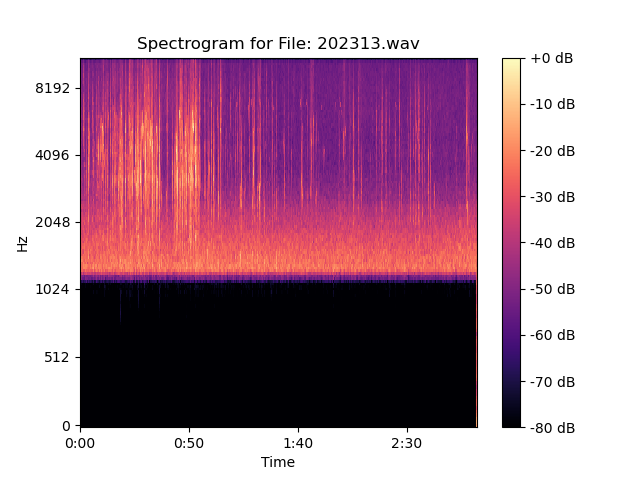 Spectrogram for File: 202313.wav
8192
4096
2048
1024
512
0
Hz
0:00
0:50
1:40
2:30
Time
+0 dB
-10 dB
-20 dB
-30 dB
-40 dB
-50 dB
-60 dB
-70 dB
-80 dB